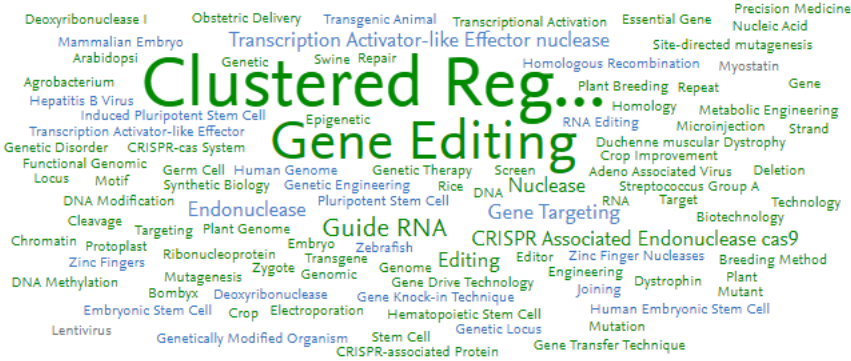 Deoxyribonuclease I
Obstetric Delivery
Transgenic Animal
Transcriptional Activation
Essential Gene
Precision Medicine
Nucleic Acid
Mammalian Embryo
Transcription Activator-like Effector nuclease
Site-directed mutagenesis
Arabidopsi
Genetic
Swine
Repair
Homologous Recombination
Myostatin
Agrobacterium
Clustered Reg...
Plant Breeding
Repeat
Gene
Hepatitis B Virus
Homology
Metabolic Engineering
Induced Pluripotent Stem Cell
Epigenetic
RNA Editing
Microinjection
Strand
Transcription Activator-like Effector
Gene Editing
Duchenne muscular Dystrophy
Genetic Disorder
CRISPR-cas System
Crop Improvement
Functional Genomic
Germ Cell
Human Genome
Genetic Therapy
Screen
Adeno Associated Virus
Deletion
Locus
Motif
Synthetic Biology
Genetic Engineering
Rice
DNA
Nuclease
Streptococcus Group A
DNA Modification
Pluripotent Stem Cell
RNA
Target
Technology
Cleavage
Endonuclease
Gene Targeting
Biotechnology
Targeting
Plant Genome
Guide RNA
CRISPR Associated Endonuclease cas9
Chromatin
Protoplast
Ribonucleoprotein
Embryo
Zebrafish
Zinc Fingers
Transgene
Editing
Editor
Zinc Finger Nucleases
Breeding Method
DNA Methylation
Mutagenesis
Zygote
Genomic
Genome
Engineering
Plant
Bombyx
Deoxyribonuclease
Gene Drive Technology
Joining
Dystrophin
Mutant
Gene Knock-in Technique
Embryonic Stem Cell
Crop
Electroporation
Hematopoietic Stem Cell
Human Embryonic Stem Cell
Lentivirus
Genetically Modified Organism
Stem Cell
Genetic Locus
Mutation
CRISPR-associated Protein
Gene Transfer Technique